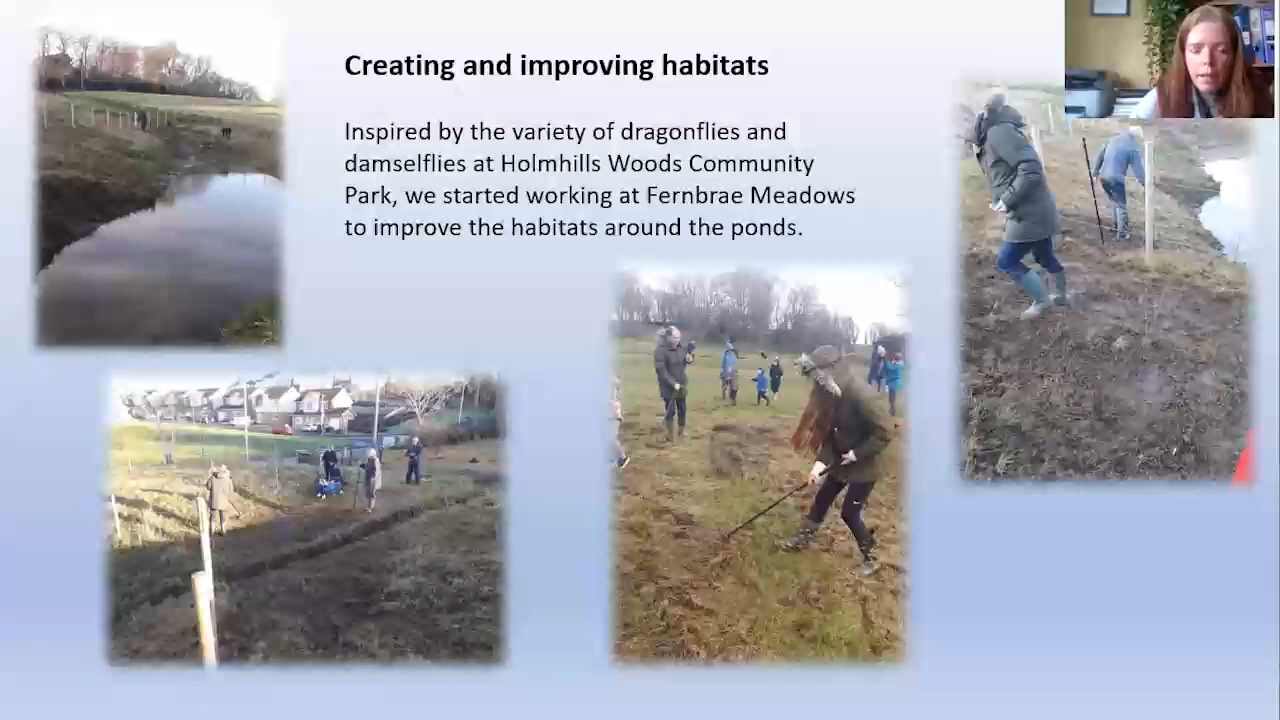 Creating and improving habitats
Inspired by the variety of dragonflies and
damselflies at Holmhills Woods Community
Park, we started working at Fernbrae Meadows
to improve the habitats around the ponds.